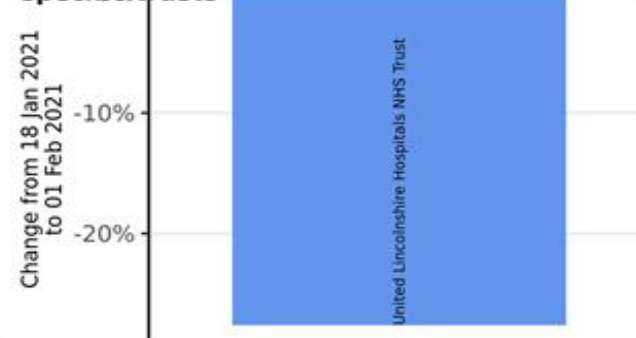 Change from 18 Jan 2021
to 01 Feb 2021
-10%
-20%
United Lincolnshire Hospitals NHS Trust